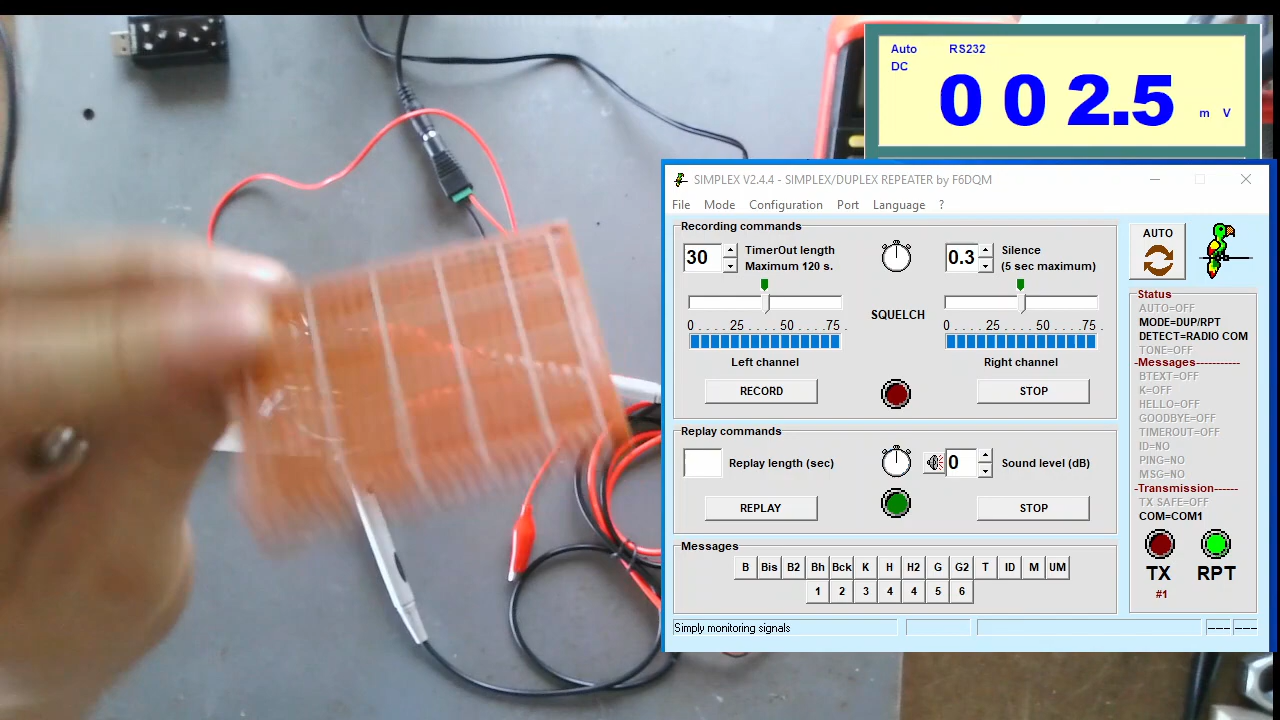 Auto RS232
DC
002.5 m V
SIMPLEX V2.4.4 - SIMPLEX/DUPLEX REPEATER by F6DQM
File Mode Configuration Port Language ?
Recording commands
30 TimerOut length
Maximum 120 s.
0.3 Silence
(5 sec maximum)
SQUELCH
0 . . . . 25 . . . . 50 . . . . 75 .
0 . . . . 25 . . . . 50 . . . . 75 .
Left channel
Right channel
RECORD
STOP
Replay commands
Replay length (sec)
0 Sound level (dB)
REPLAY
STOP
Messages
B Bis B2 Bh Bck K H H2 G G2 T ID M UM
1 2 3 4 4 5 6
Simply monitoring signals
AUTO
Status
AUTO=OFF
MODE=DUP/RPT
DETECT=RADIO COM
TONE=OFF
-Messages-----------
BTEXT=OFF
K=OFF
HELLO=OFF
GOODBYE=OFF
TIMEROUT=OFF
ID=NO
PING=NO
MSG=NO
-Transmission------
TX SAFE=OFF
COM=COM1
TX RPT
#1
--- ---